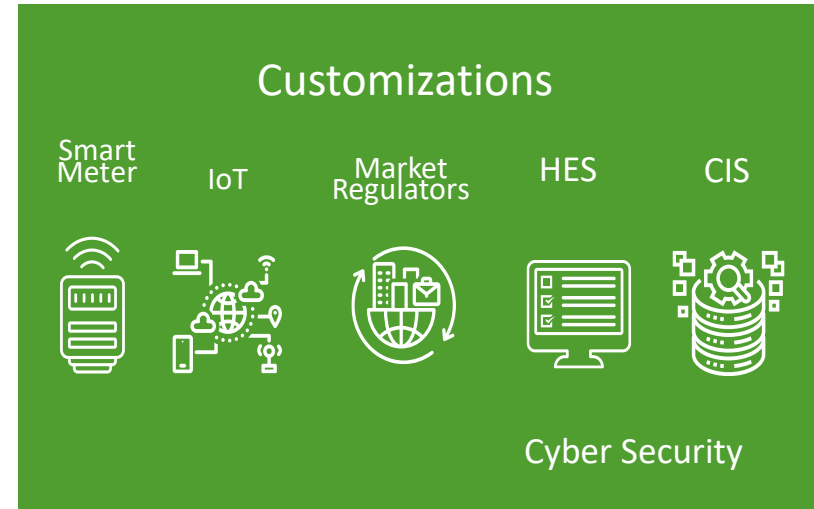 Customizations
Smart
Meter
IoT
Market
Regulators
HES
CIS
Cyber Security